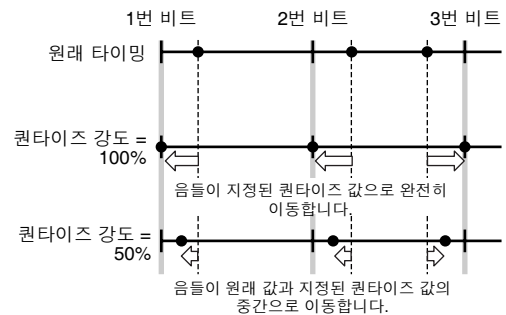 1번 비트 2번 비트 3번 비트
원래 타이밍
퀀타이즈 강도 =
100%
음들이 지정된 퀀타이즈 값으로 완전히
이동합니다.
퀀타이즈 강도 =
50%
음들이 원래 값과 지정된 퀀타이즈 값의
중간으로 이동합니다.